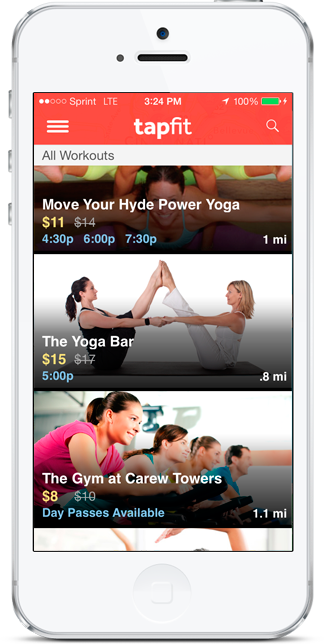 Sprint LTE 3:24 PM 100%
tapfit
All Workouts
Move Your Hyde Power Yoga
$11 $14
4:30p 6:00p 7:30p 1 mi
The Yoga Bar
$15 $17
5:00p .8 mi
The Gym at Carew Towers
$8 $10
Day Passes Available 1.1 mi